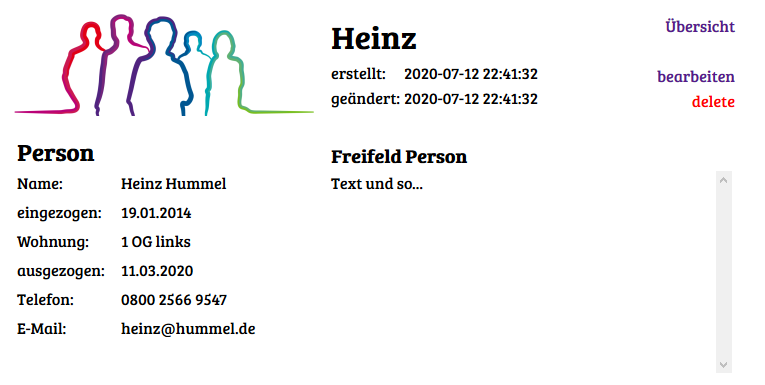 Heinz
erstellt: 2020-07-12 22:41:32
geändert: 2020-07-12 22:41:32
Übersicht
bearbeiten
delete
Person
Name: Heinz Hummel
eingezogen: 19.01.2014
Wohnung: 1 OG links
ausgezogen: 11.03.2020
Telefon: 0800 2566 9547
E-Mail: heinz@hummel.de
Freifeld Person
Text und so...